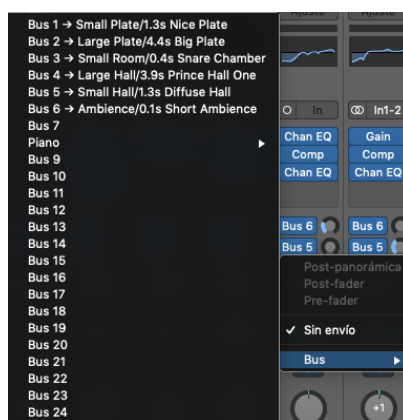 Bus 1 → Small Plate/1.3s Nice Plate
Bus 2 → Large Plate/4.4s Big Plate
Bus 3 → Small Room/0.4s Snare Chamber
Bus 4 → Large Hall/3.9s Prince Hall One
Bus 5 → Small Hall/1.3s Diffuse Hall
Bus 6 → Ambience/0.1s Short Ambience
Bus 7
Piano
Bus 9
Bus 10
Bus 11
Bus 12
Bus 13
Bus 14
Bus 15
Bus 16
Bus 17
Bus 18
Bus 19
Bus 20
Bus 21
Bus 22
Bus 23
Bus 24
Ajuste Ajuste
In In1-2
Chan EQ Gain
Comp Comp
Chan EQ Chan EQ
Bus 6 Bus 6
Bus 5 Bus 5
Post-panorámica
Post-fader
Pre-fader
✓ Sin envío
Bus
+1